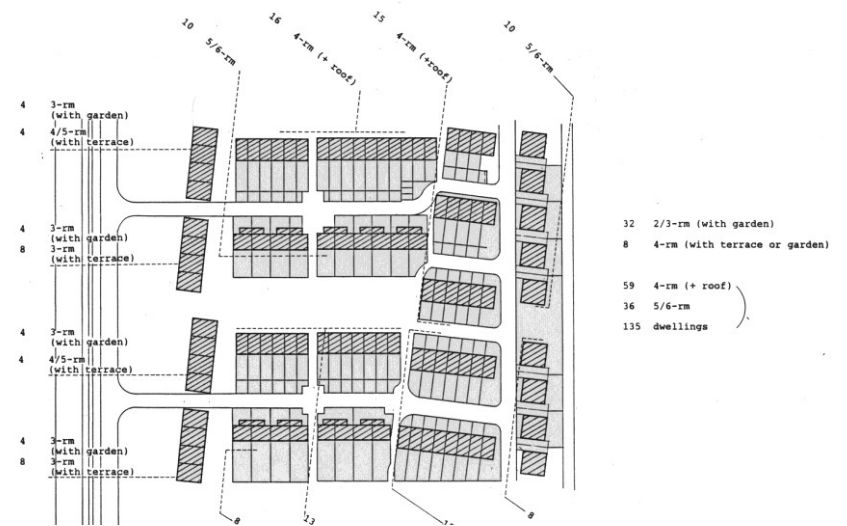 10 5/6-rm
16 4-rm (+ roof)
15 4-rm (+roof)
10 5/6-rm
4 3-rm
(with garden)
4 4/5-rm
(with terrace)
4 3-rm
(with garden)
8 3-rm
(with terrace)
4 3-rm
(with garden)
4 4/5-rm
(with terrace)
4 3-rm
(with garden)
8 3-rm
(with terrace)
32 2/3-rm (with garden)
8 4-rm (with terrace or garden)
59 4-rm (+ roof)
36 5/6-rm
135 dwellings
8
13
8